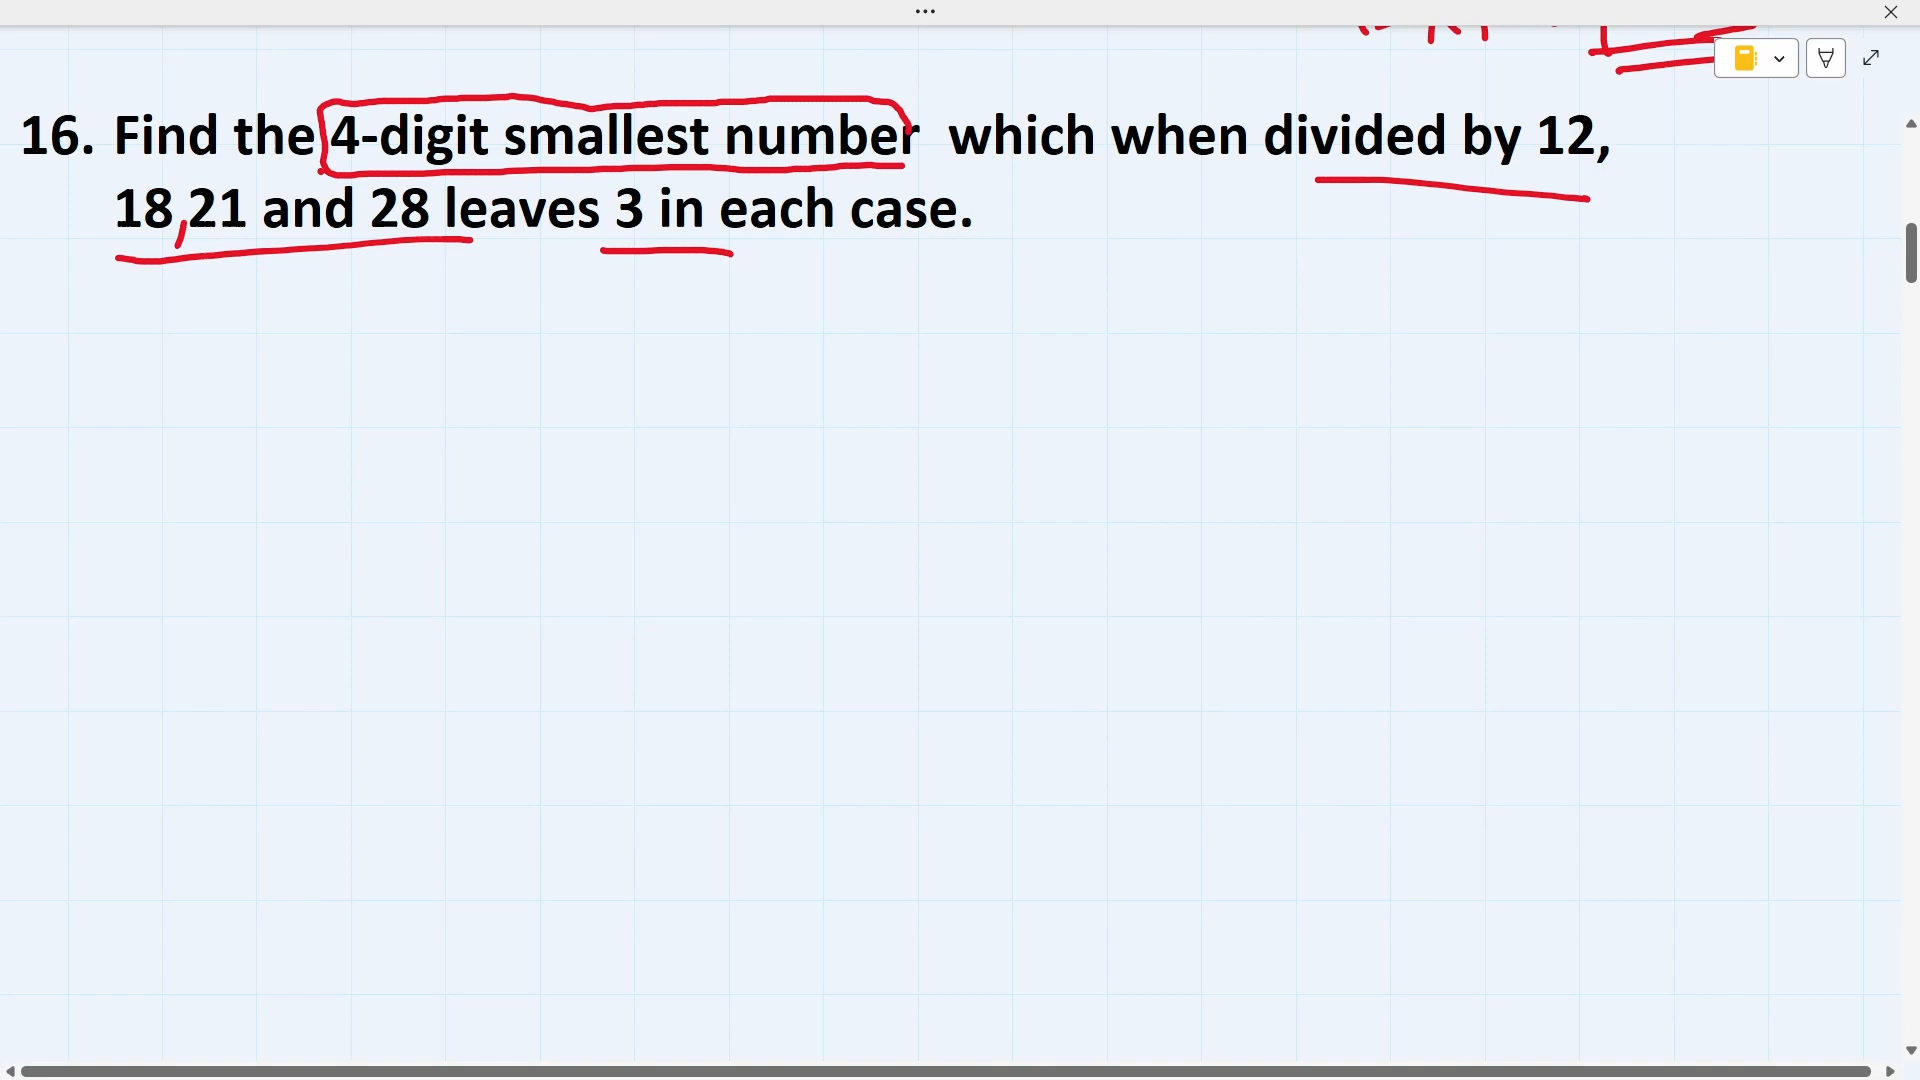 16. Find the 4-digit smallest number which when divided by 12,
18,21 and 28 leaves 3 in each case.